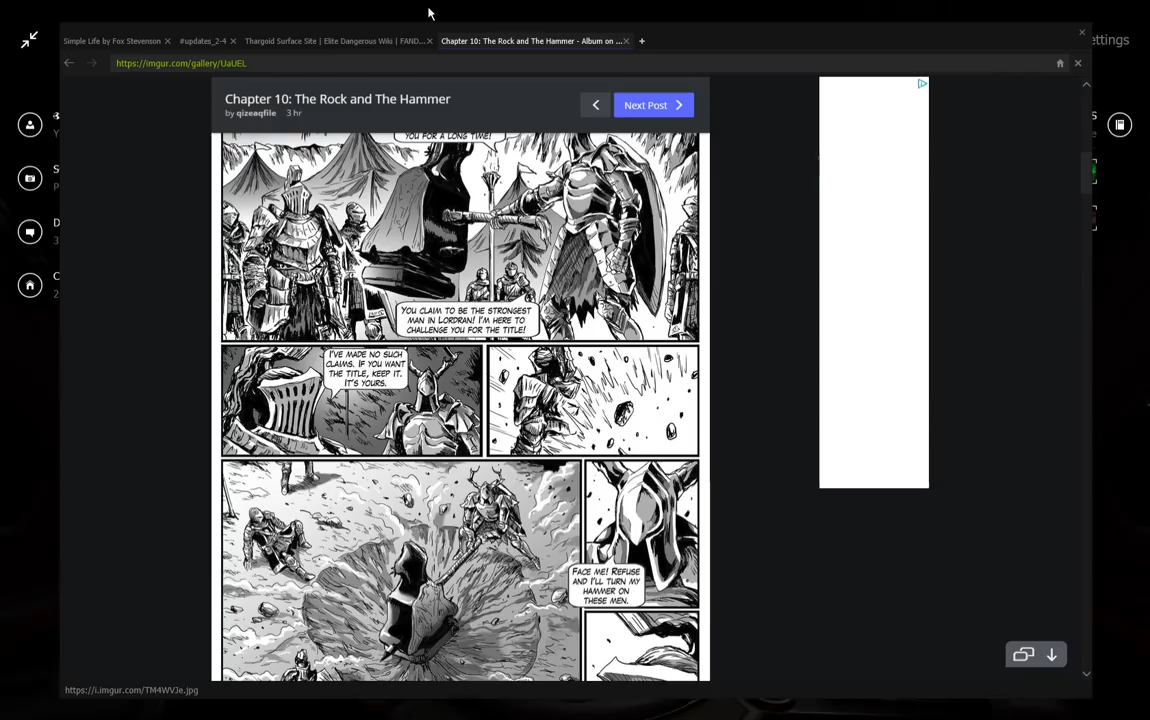 Simple Life by Fox Stevenson
#updates_2-4
Thargoid Surface Site | Elite Dangerous Wiki | FAND...
Chapter 10: The Rock and The Hammer - Album on ...
ettings
https://imgur.com/gallery/UaUEL
Chapter 10: The Rock and The Hammer
by qizeaqfile 3 hr
Next Post
YOU FOR A LONG TIME!
YOU CLAIM TO BE THE STRONGEST
MAN IN LORDRAN! I'M HERE TO
CHALLENGE YOU FOR THE TITLE!
I'VE MADE NO SUCH
CLAIMS. IF YOU WANT
THE TITLE, KEEP IT.
IT'S YOURS.
FACE ME! REFUSE
AND I'LL TURN MY
HAMMER ON
THESE MEN.
https://i.imgur.com/TM4WVJe.jpg